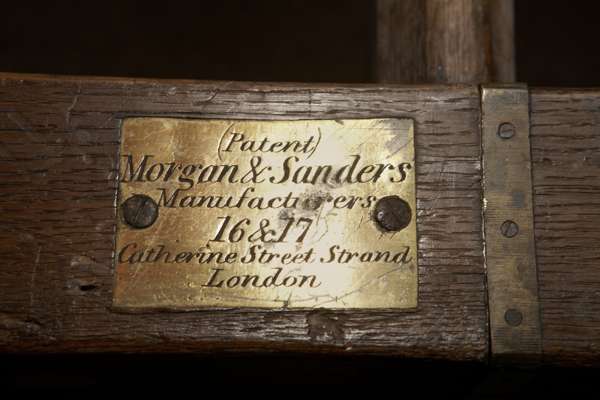 (Patent)
Morgan & Sanders
Manufacturers
16 & 17
Catherine Street Strand
London